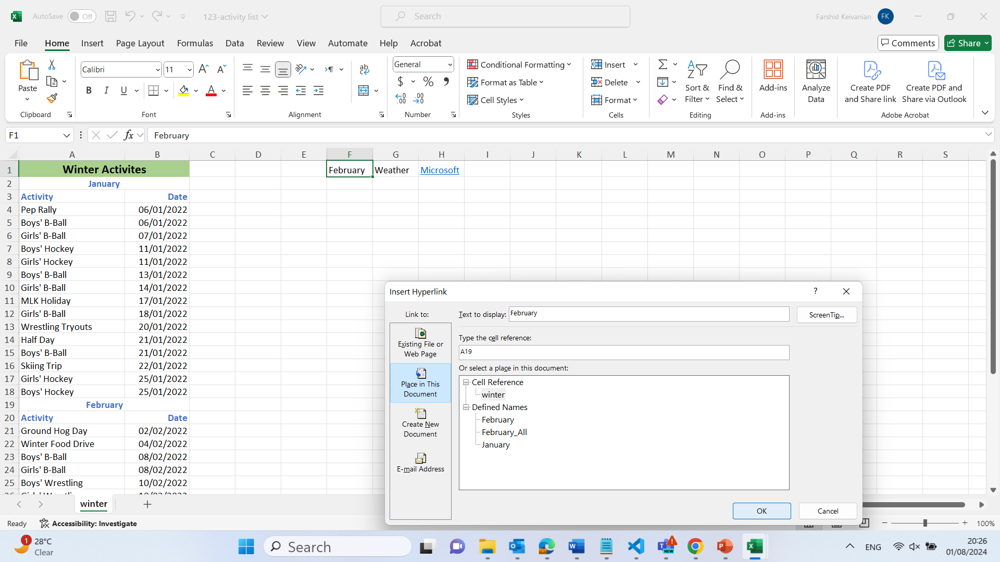 AutoSave Off 123-activity list Search Farshid Keivanian FK
File Home Insert Page Layout Formulas Data Review View Automate Help Acrobat Comments Share
Paste Calibri 11 General Conditional Formatting Insert
B I U $ % Format as Table Delete Sort & Filter Find & Select Add-ins Analyze Data Create PDF and Share link Create PDF and Share via Outlook
Cell Styles Format
Clipboard Font Alignment Number Styles Cells Editing Add-ins Adobe Acrobat
F1 fx February
A B C D E F G H I J K L M N O P Q R S
1 Winter Activites February Weather Microsoft
2 January
3 Activity Date
4 Pep Rally 06/01/2022
5 Boys' B-Ball 06/01/2022
6 Girls' B-Ball 07/01/2022
7 Boys' Hockey 11/01/2022
8 Girls' Hockey 11/01/2022
9 Boys' B-Ball 13/01/2022
10 Girls' B-Ball 14/01/2022
11 MLK Holiday 17/01/2022
12 Girls' B-Ball 18/01/2022
13 Wrestling Tryouts 20/01/2022
14 Half Day 21/01/2022
15 Boys' B-Ball 21/01/2022
16 Skiing Trip 22/01/2022
17 Girls' Hockey 25/01/2022
18 Boys' Hockey 25/01/2022
19 February
20 Activity Date
21 Ground Hog Day 02/02/2022
22 Winter Food Drive 04/02/2022
23 Boys' B-Ball 08/02/2022
24 Girls' B-Ball 08/02/2022
25 Boys' Wrestling 10/02/2022
Insert Hyperlink ?
Link to: Text to display: February ScreenTip...
Existing File or Web Page
Place in This Document
Create New Document
E-mail Address
Type the cell reference:
A19
Or select a place in this document:
Cell Reference
winter
Defined Names
February
February_All
January
OK Cancel
winter
Ready Accessibility: Investigate 100%
1 28°C
Clear
Search
NEW
ENG
20:26
01/08/2024